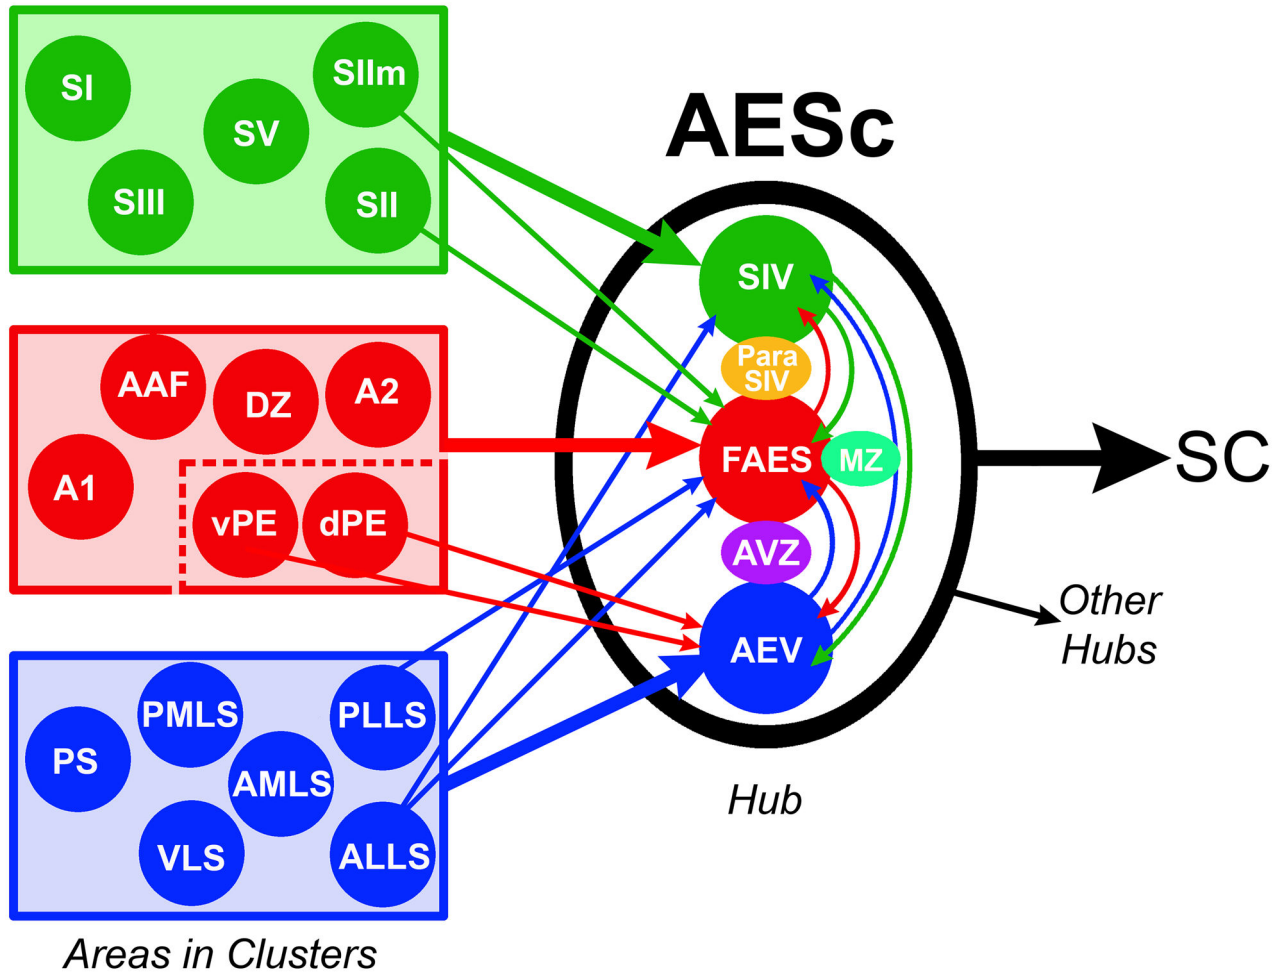 AESc
SI
SIIm
SV
SIII
SII
SIV
Para
SIV
AAF
DZ
A2
A1
vPE
dPE
FAES
MZ
SC
AVZ
AEV
Other
Hubs
PMLS
PLLS
PS
AMLS
VLS
ALLS
Hub
Areas in Clusters